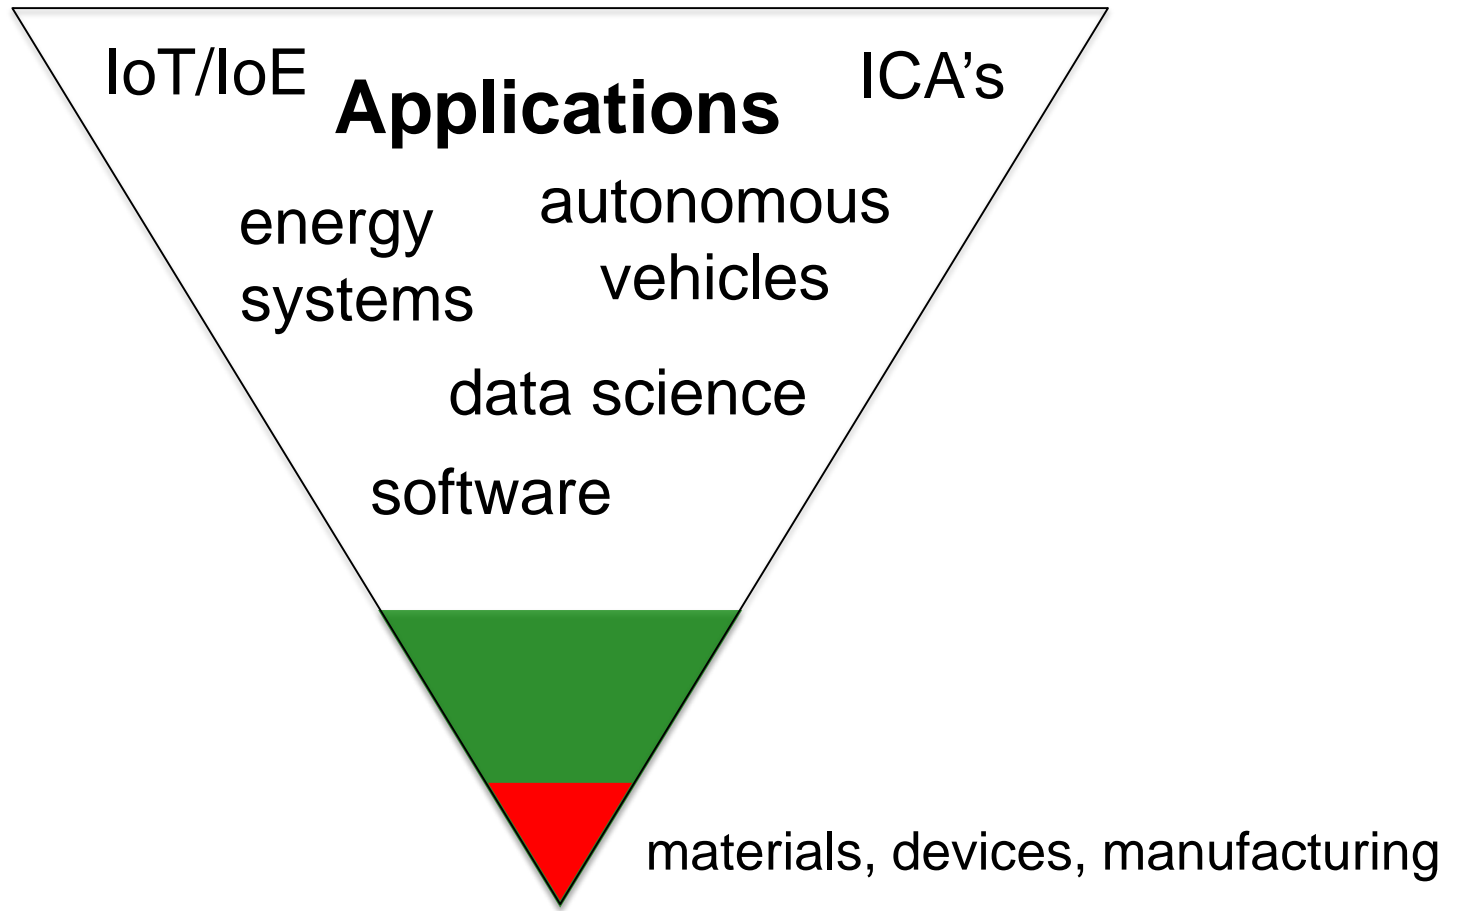 IoT/IoE
Applications
ICA's
energy
systems
autonomous
vehicles
data science
software
materials, devices, manufacturing